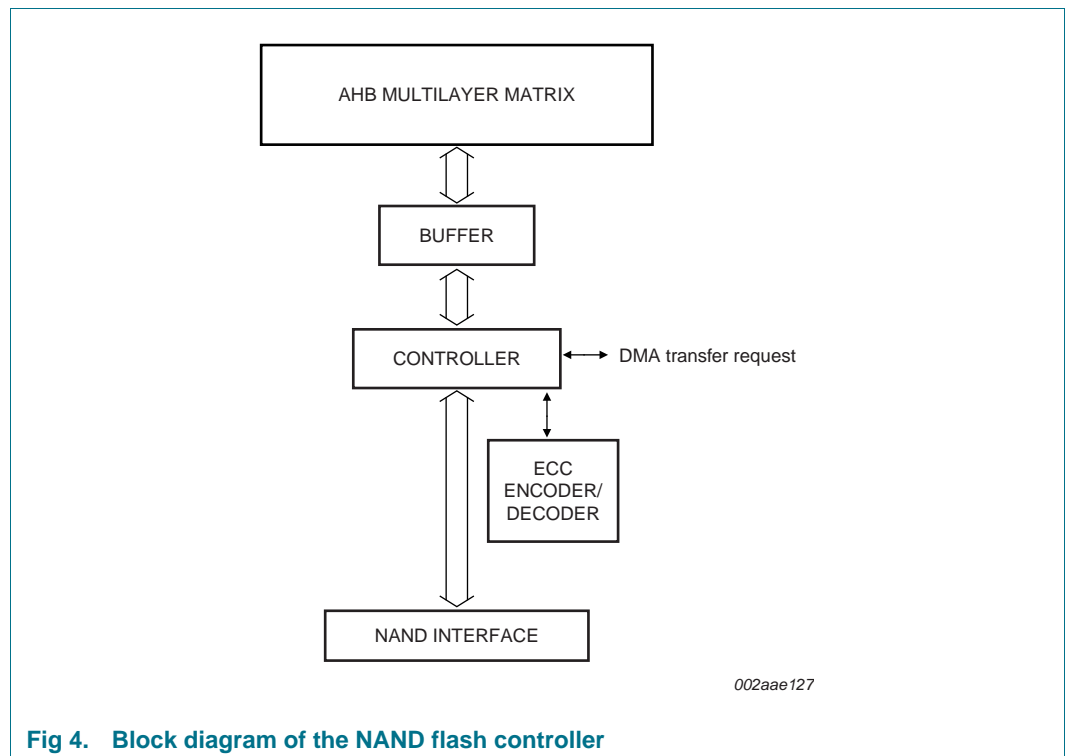 AHB MULTILAYER MATRIX
BUFFER
CONTROLLER
DMA transfer request
ECC
ENCODER/
DECODER
NAND INTERFACE
002aae127
Fig 4. Block diagram of the NAND flash controller